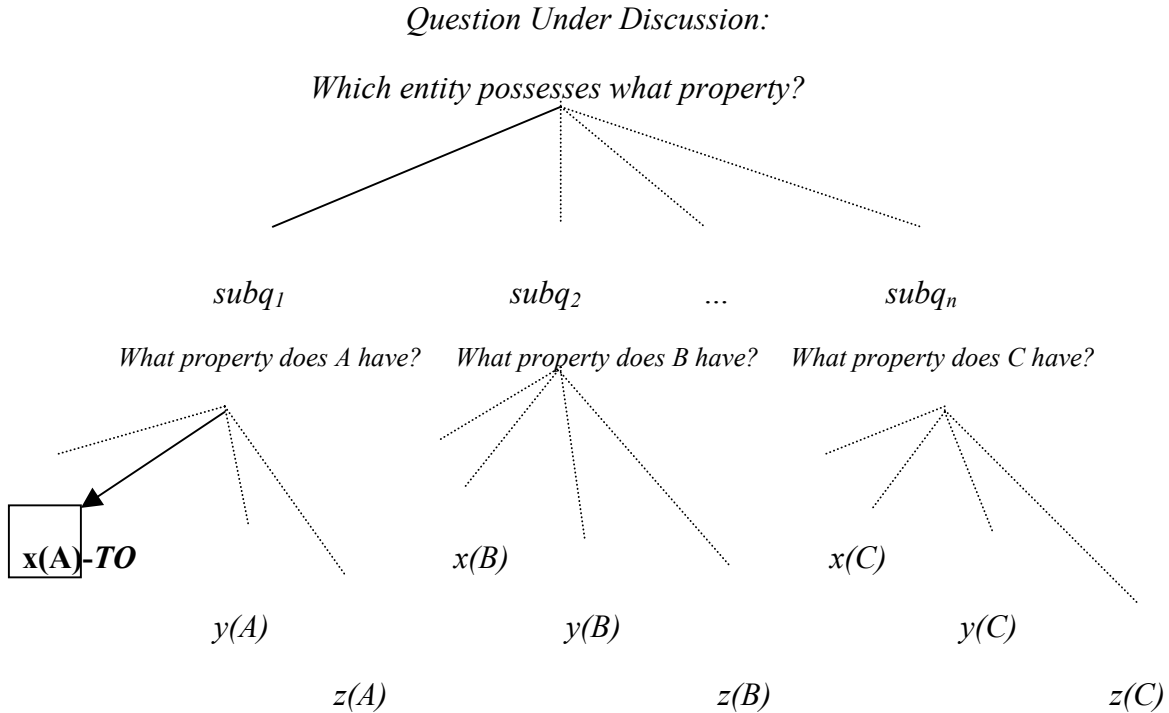 Question Under Discussion:
Which entity possesses what property?
subq₁ subq₂ ... subqₙ
What property does A have? What property does B have? What property does C have?
x(A)-TO x(B) x(C)
y(A) y(B) y(C)
z(A) z(B) z(C)